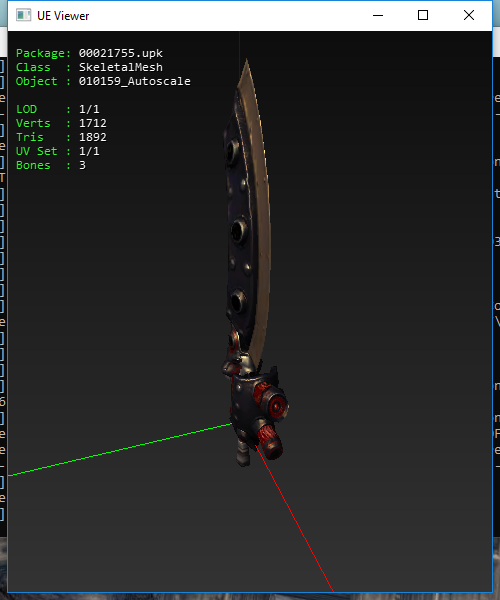 UE Viewer
Package: 00021755.upk
Class : SkeletalMesh
Object : 010159_Autoscale
LOD : 1/1
Verts : 1712
Tris : 1892
UV Set : 1/1
Bones : 3